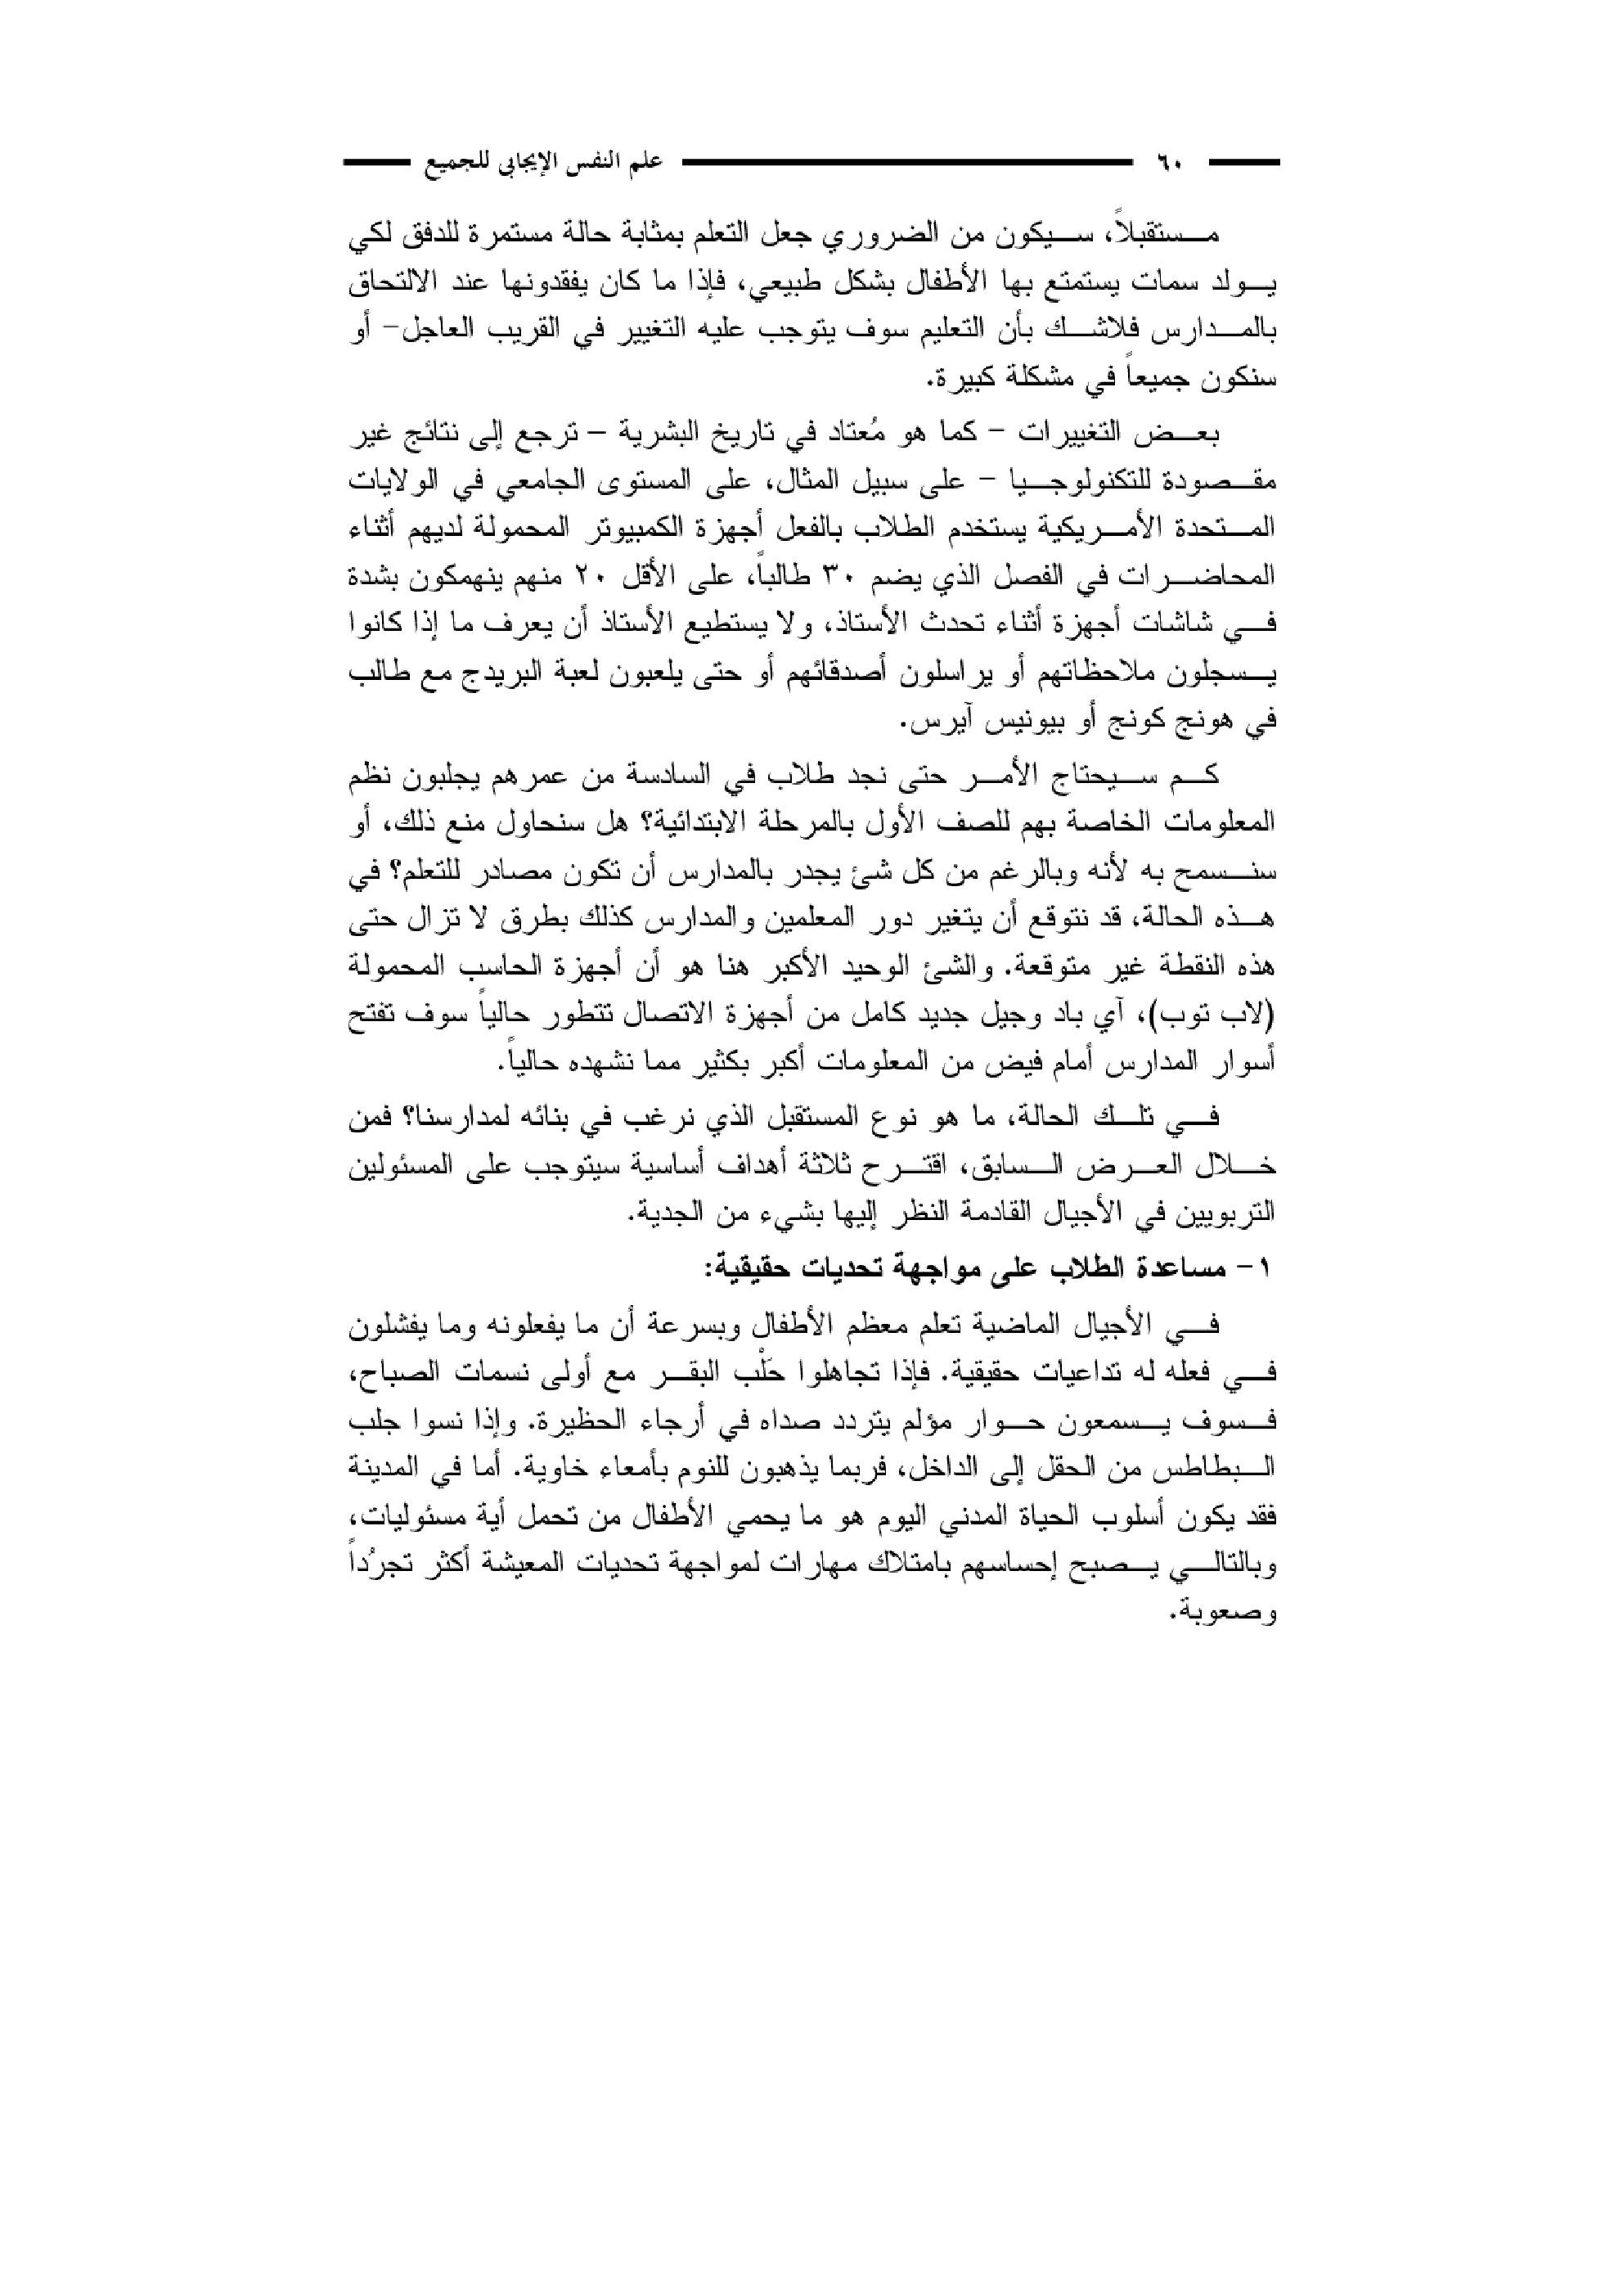 ٦٠ علم النفس الإيجابي للجميع
مستقبلاً، سيكون من الضروري جعل التعلم بمثابة حالة مستمرة للدفق لكي
يولد سمات يستمتع بها الأطفال بشكل طبيعي، فإذا ما كان يفقدونها عند الالتحاق
بالمدارس فلاشك بأن التعليم سوف يتوجب عليه التغيير في القريب العاجل- أو
سنكون جميعاً في مشكلة كبيرة.
بعض التغييرات - كما هو مُعتاد في تاريخ البشرية – ترجع إلى نتائج غير
مقصودة للتكنولوجيا - على سبيل المثال، على المستوى الجامعي في الولايات
المتحدة الأمريكية يستخدم الطلاب بالفعل أجهزة الكمبيوتر المحمولة لديهم أثناء
المحاضرات في الفصل الذي يضم ٣٠ طالباً، على الأقل ٢٠ منهم ينهمكون بشدة
في شاشات أجهزة أثناء تحدث الأستاذ، ولا يستطيع الأستاذ أن يعرف ما إذا كانوا
يسجلون ملاحظاتهم أو يراسلون أصدقائهم أو حتى يلعبون لعبة البريدج مع طالب
في هونج كونج أو بيونيس آيرس.
كم سيحتاج الأمر حتى نجد طلاب في السادسة من عمرهم يجلبون نظم
المعلومات الخاصة بهم للصف الأول بالمرحلة الابتدائية؟ هل سنحاول منع ذلك، أو
سنسمح به لأنه وبالرغم من كل شئ يجدر بالمدارس أن تكون مصادر للتعلم؟ في
هذه الحالة، قد نتوقع أن يتغير دور المعلمين والمدارس كذلك بطرق لا تزال حتى
هذه النقطة غير متوقعة. والشئ الوحيد الأكبر هنا هو أن أجهزة الحاسب المحمولة
(لاب توب)، آي باد وجيل جديد كامل من أجهزة الاتصال تتطور حالياً سوف تفتح
أسوار المدارس أمام فيض من المعلومات أكبر بكثير مما نشهده حالياً.
في تلك الحالة، ما هو نوع المستقبل الذي نرغب في بنائه لمدارسنا؟ فمن
خلال العرض السابق، اقترح ثلاثة أهداف أساسية سيتوجب على المسئولين
التربويين في الأجيال القادمة النظر إليها بشيء من الجدية.
١- مساعدة الطلاب على مواجهة تحديات حقيقية:
في الأجيال الماضية تعلم معظم الأطفال وبسرعة أن ما يفعلونه وما يفشلون
في فعله له تداعيات حقيقية. فإذا تجاهلوا حَلْب البقر مع أولى نسمات الصباح،
فسوف يسمعون حوار مؤلم يتردد صداه في أرجاء الحظيرة. وإذا نسوا جلب
البطاطس من الحقل إلى الداخل، فربما يذهبون للنوم بأمعاء خاوية. أما في المدينة
فقد يكون أسلوب الحياة المدني اليوم هو ما يحمي الأطفال من تحمل أية مسئوليات،
وبالتالي يصبح إحساسهم بامتلاك مهارات لمواجهة تحديات المعيشة أكثر تجرُداً
وصعوبة.